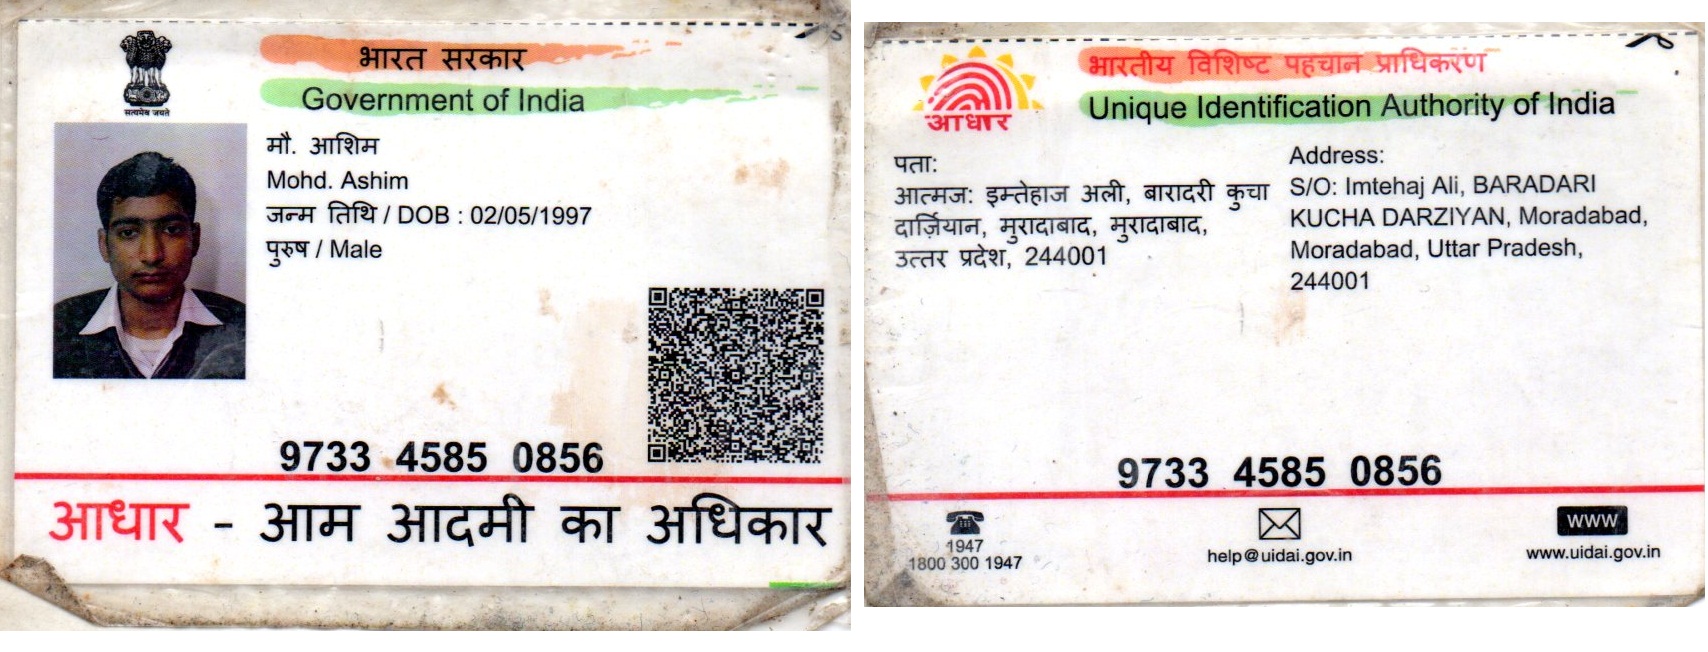 भारत सरकार
Government of India
सत्यमेव जयते
मौ. आशिम
Mohd. Ashim
जन्म तिथि / DOB : 02/05/1997
पुरुष / Male
9733 4585 0856
आधार - आम आदमी का अधिकार
भारतीय विशिष्ट पहचान प्राधिकरण
Unique Identification Authority of India
आधार
पता:
आत्मज: इम्तेहाज अली, बारादरी कुचा
दार्ज़ियान, मुरादाबाद, मुरादाबाद,
उत्तर प्रदेश, 244001
Address:
S/O: Imtehaj Ali, BARADARI
KUCHA DARZIYAN, Moradabad,
Moradabad, Uttar Pradesh,
244001
9733 4585 0856
1947
1800 300 1947
help@uidai.gov.in
WWW
www.uidai.gov.in